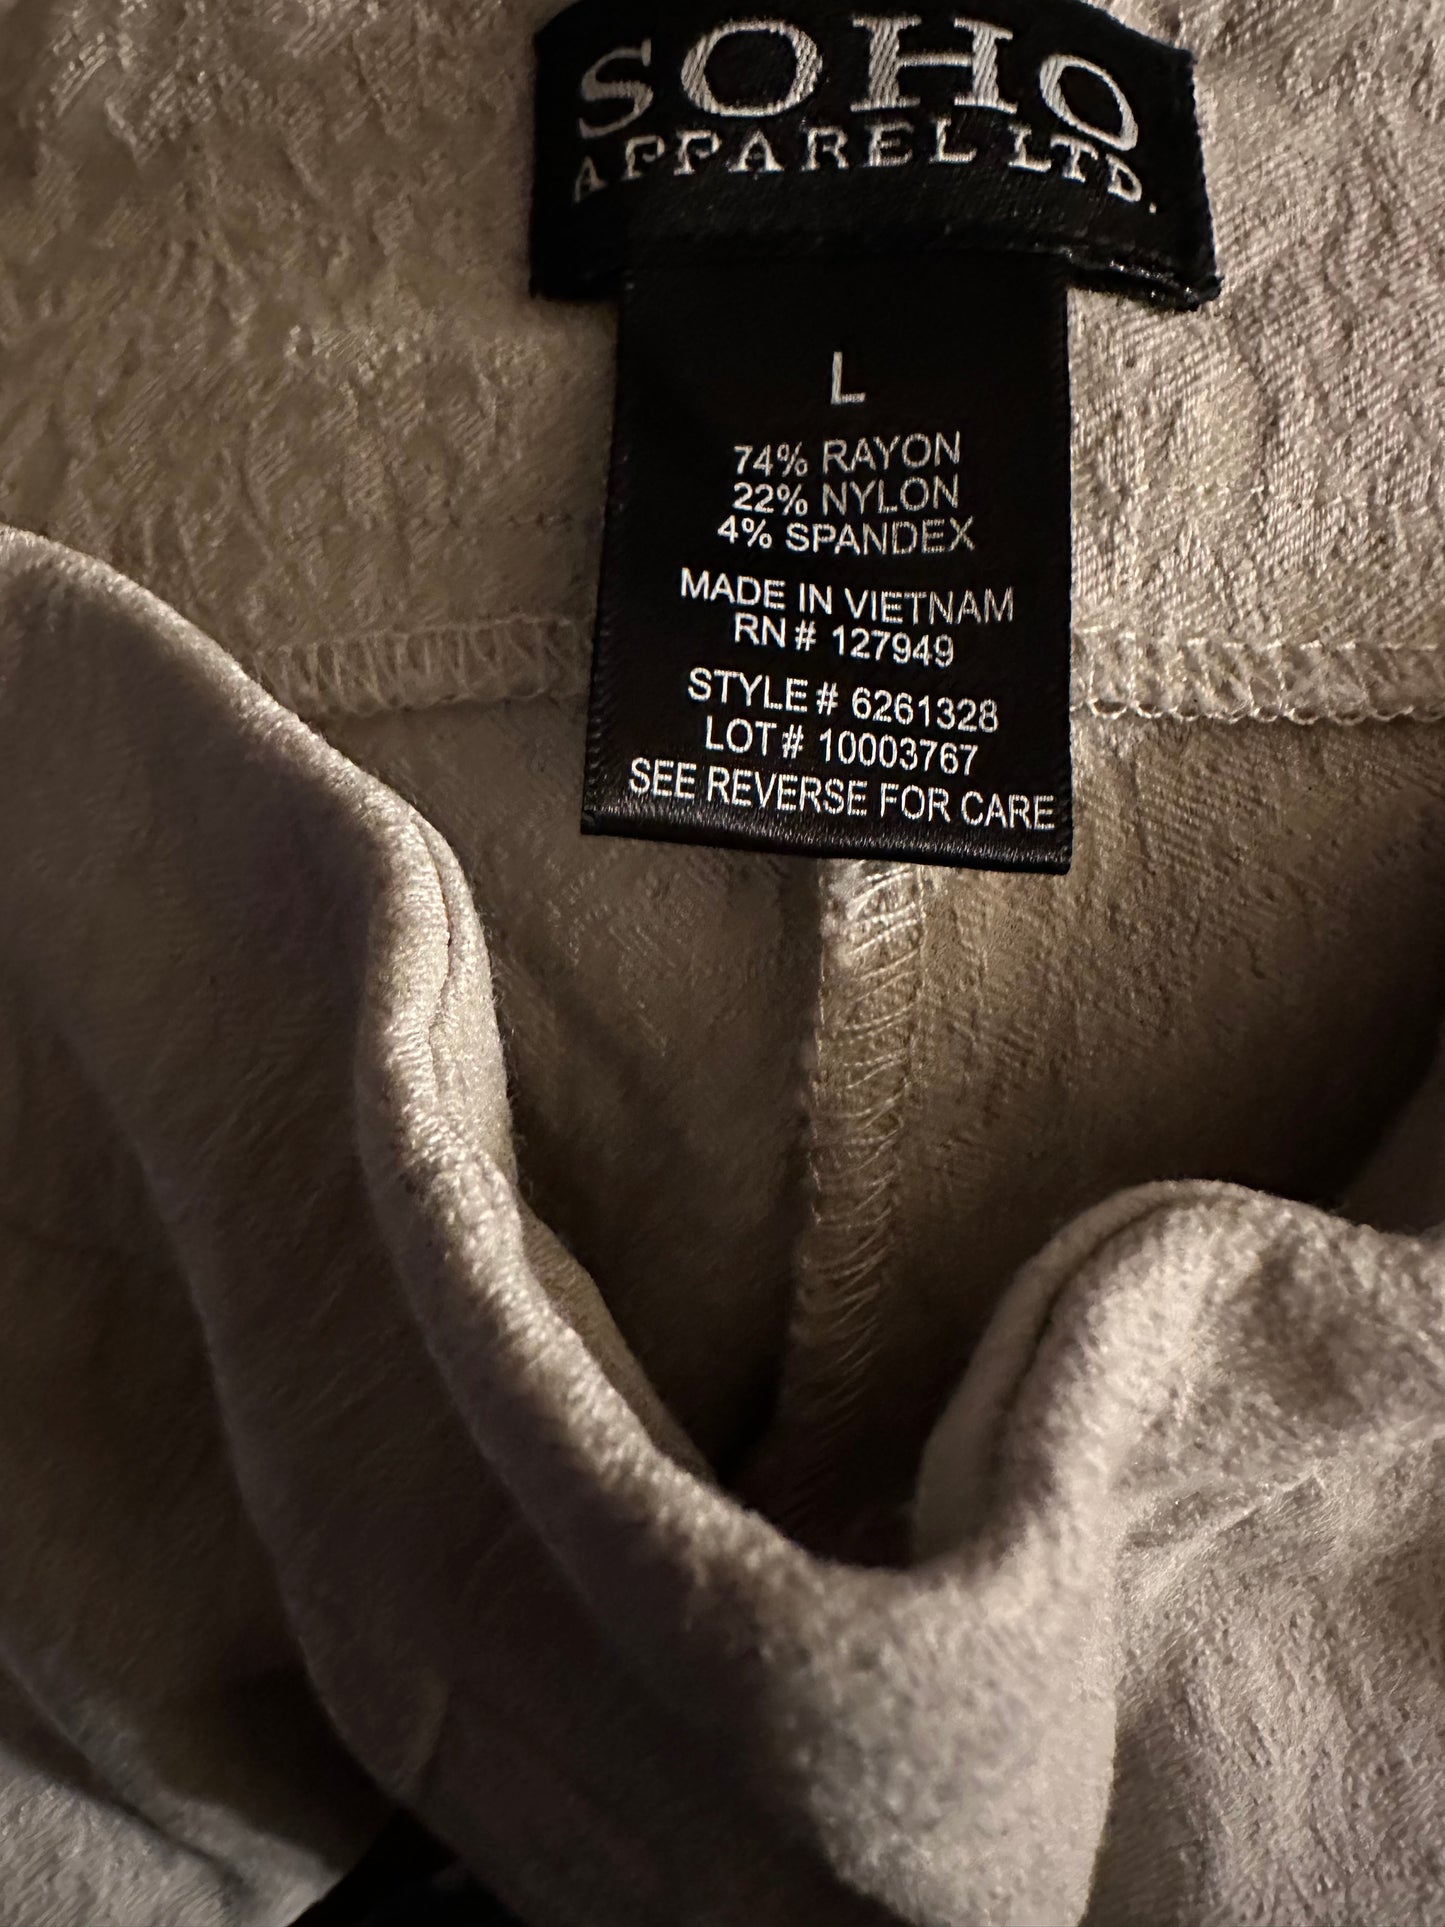 SOHO
APPAREL LTD.
L
74% RAYON
22% NYLON
4% SPANDEX
MADE IN VIETNAM
RN # 127949
STYLE # 6261328
LOT # 10003767
SEE REVERSE FOR CARE